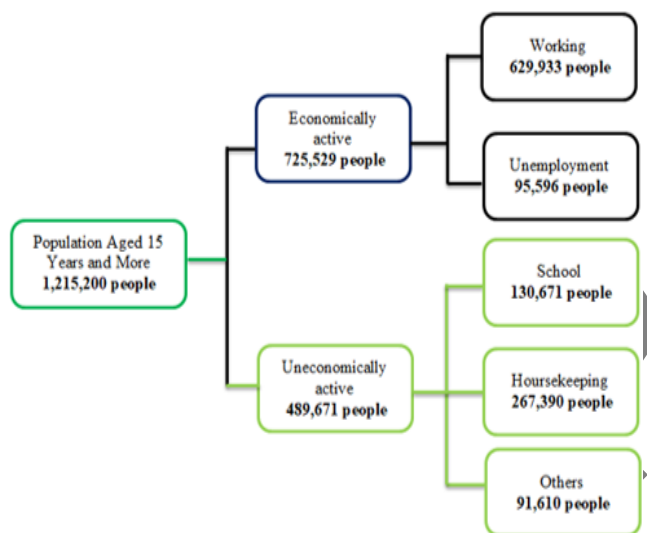 Working
629,933 people
Economically
active
725,529 people
Unemployment
95,596 people
Population Aged 15
Years and More
1,215,200 people
School
130,671 people
Uneconomically
active
489,671 people
Hoursekeeping
267,390 people
Others
91,610 people